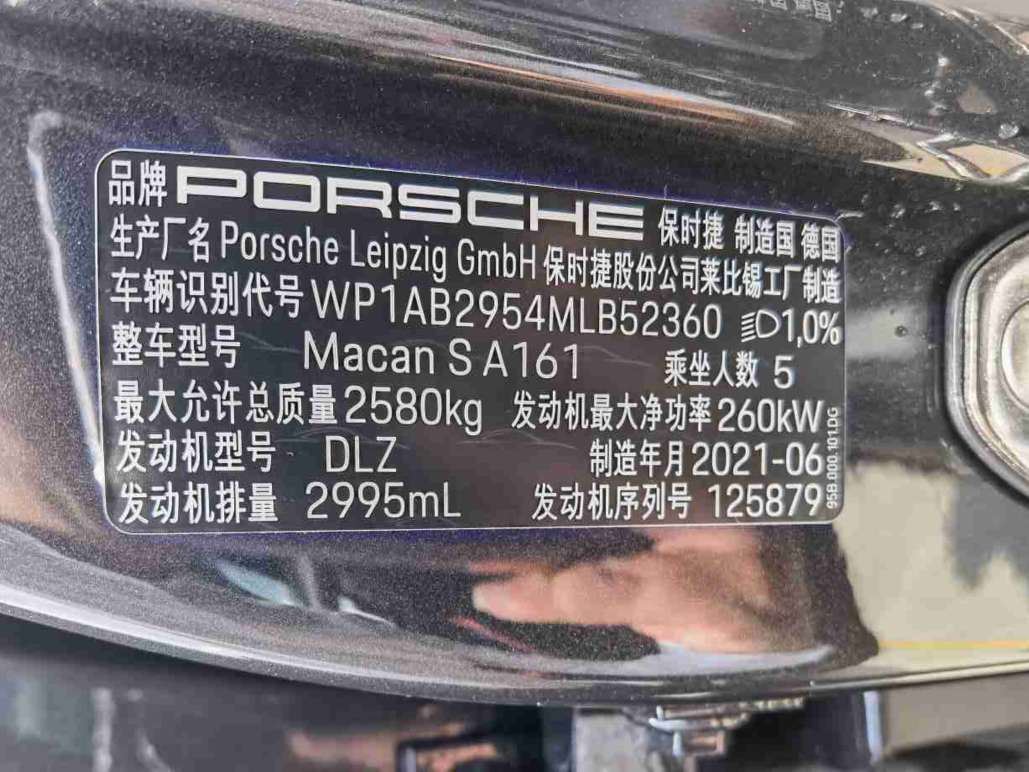 品牌 PORSCHE 保时捷 制造国 德国
生产厂名 Porsche Leipzig GmbH 保时捷股份公司莱比锡工厂制造
车辆识别代号 WP1AB2954MLB52360 1,0%
整车型号 Macan S A161 乘坐人数 5
最大允许总质量 2580kg 发动机最大净功率 260kW
发动机型号 DLZ 制造年月 2021-06
发动机排量 2995mL 发动机序列号 125879
95B.000.101.DG